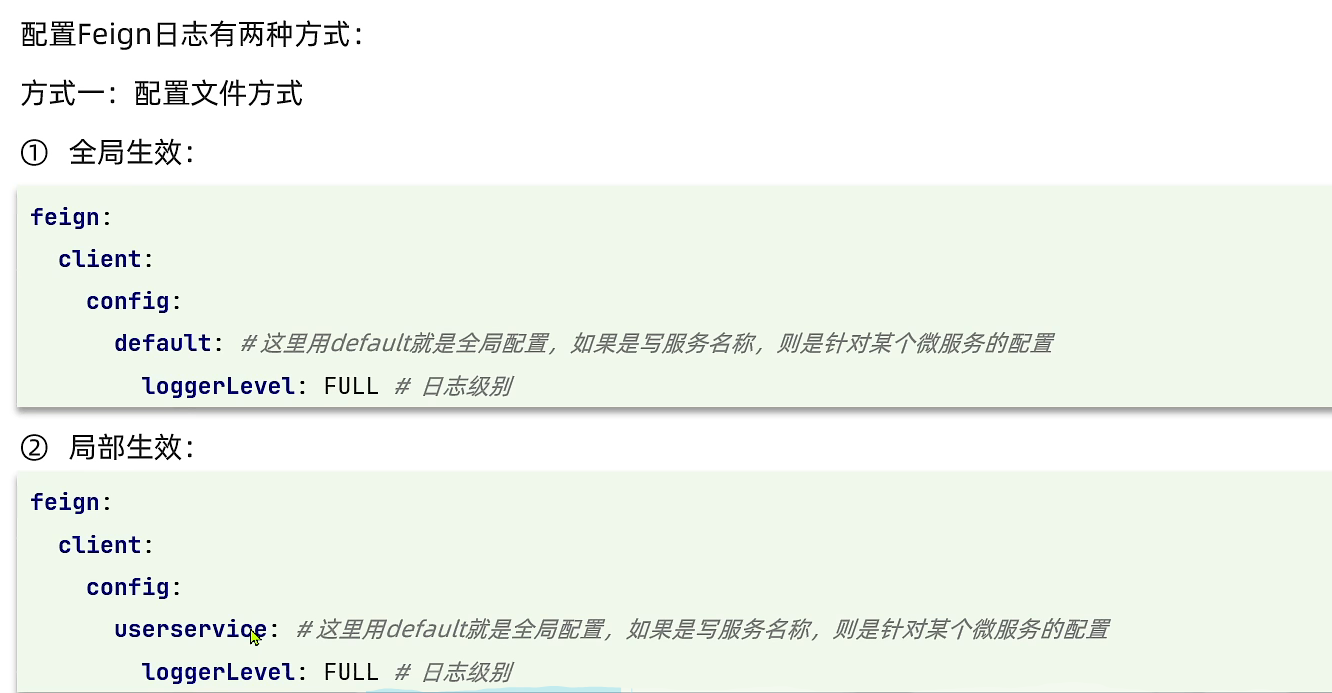 配置Feign日志有两种方式：
方式一：配置文件方式
① 全局生效：
feign:
  client:
    config:
      default: # 这里用default就是全局配置，如果是写服务名称，则是针对某个微服务的配置
        loggerLevel: FULL # 日志级别
② 局部生效：
feign:
  client:
    config:
      userservice: # 这里用default就是全局配置，如果是写服务名称，则是针对某个微服务的配置
        loggerLevel: FULL # 日志级别